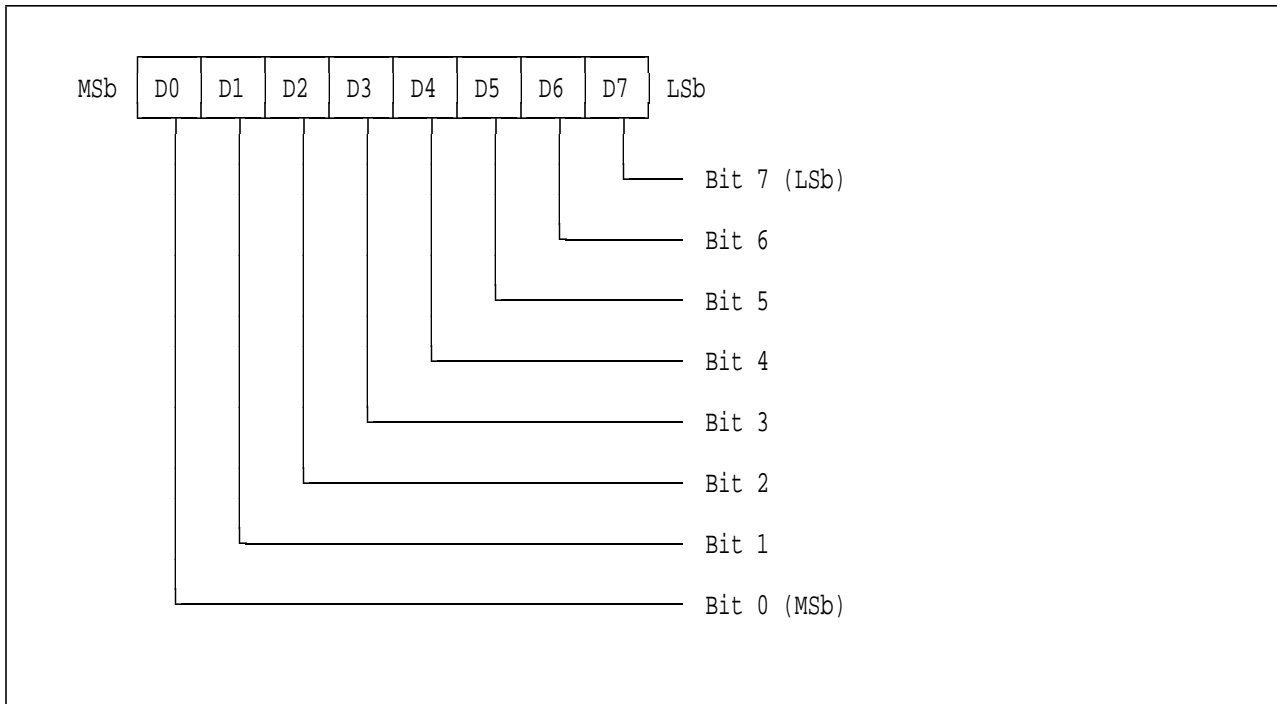 MSb D0 D1 D2 D3 D4 D5 D6 D7 LSb
Bit 7 (LSb)
Bit 6
Bit 5
Bit 4
Bit 3
Bit 2
Bit 1
Bit 0 (MSb)